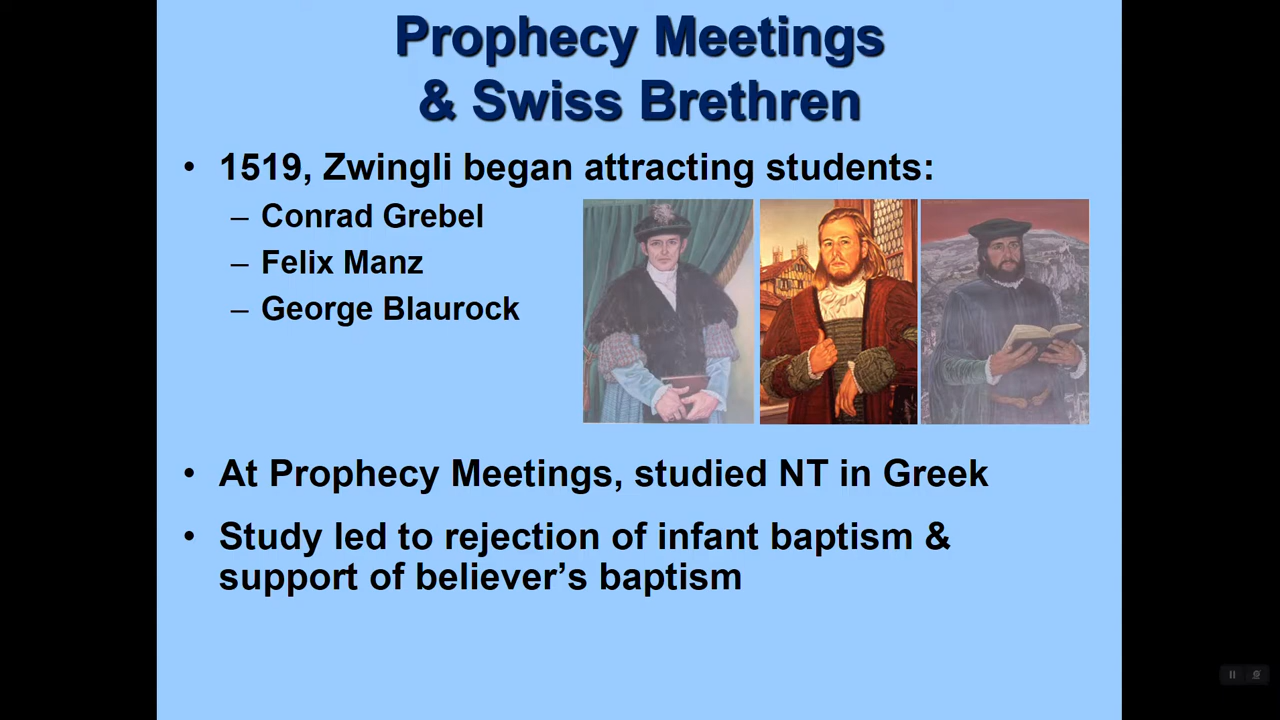 Prophecy Meetings
& Swiss Brethren
• 1519, Zwingli began attracting students:
– Conrad Grebel
– Felix Manz
– George Blaurock
• At Prophecy Meetings, studied NT in Greek
• Study led to rejection of infant baptism &
support of believer’s baptism